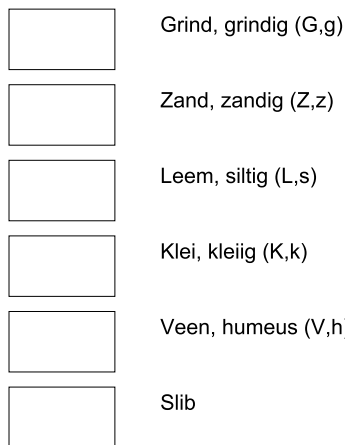 Grind, grindig (G,g)
Zand, zandig (Z,z)
Leem, siltig (L,s)
Klei, kleiig (K,k)
Veen, humeus (V,h)
Slib